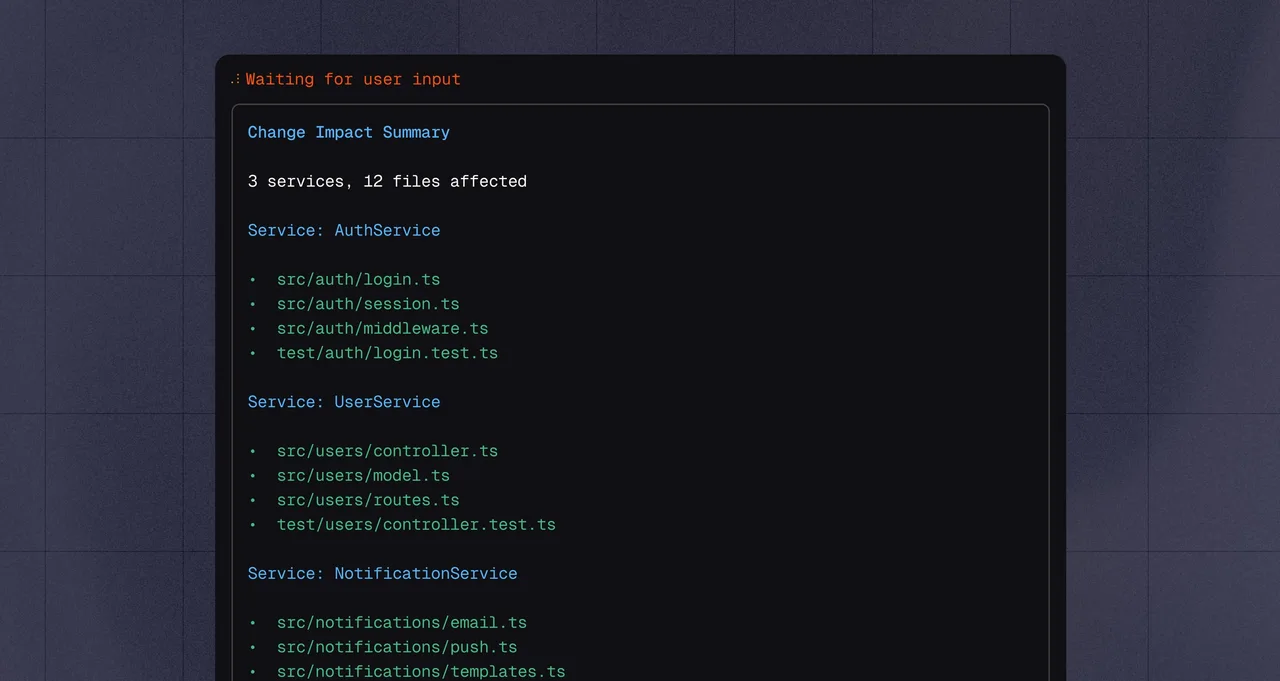 Waiting for user input
Change Impact Summary
3 services, 12 files affected
Service: AuthService
• src/auth/login.ts
• src/auth/session.ts
• src/auth/middleware.ts
• test/auth/login.test.ts
Service: UserService
• src/users/controller.ts
• src/users/model.ts
• src/users/routes.ts
• test/users/controller.test.ts
Service: NotificationService
• src/notifications/email.ts
• src/notifications/push.ts
• src/notifications/templates.ts